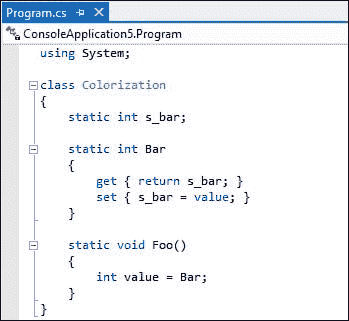 Program.cs
ConsoleApplication5.Program
using System;
class Colorization
{
static int s_bar;
static int Bar
{
get { return s_bar; }
set { s_bar = value; }
}
static void Foo()
{
int value = Bar;
}
}